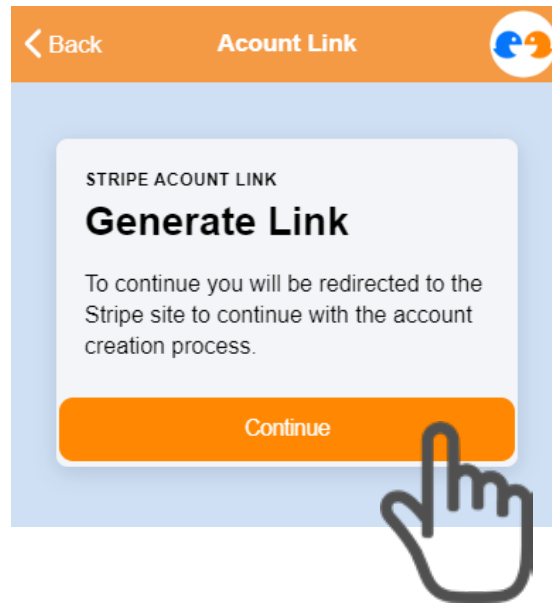 Back
Acount Link
STRIPE ACOUNT LINK
Generate Link
To continue you will be redirected to the
Stripe site to continue with the account
creation process.
Continue